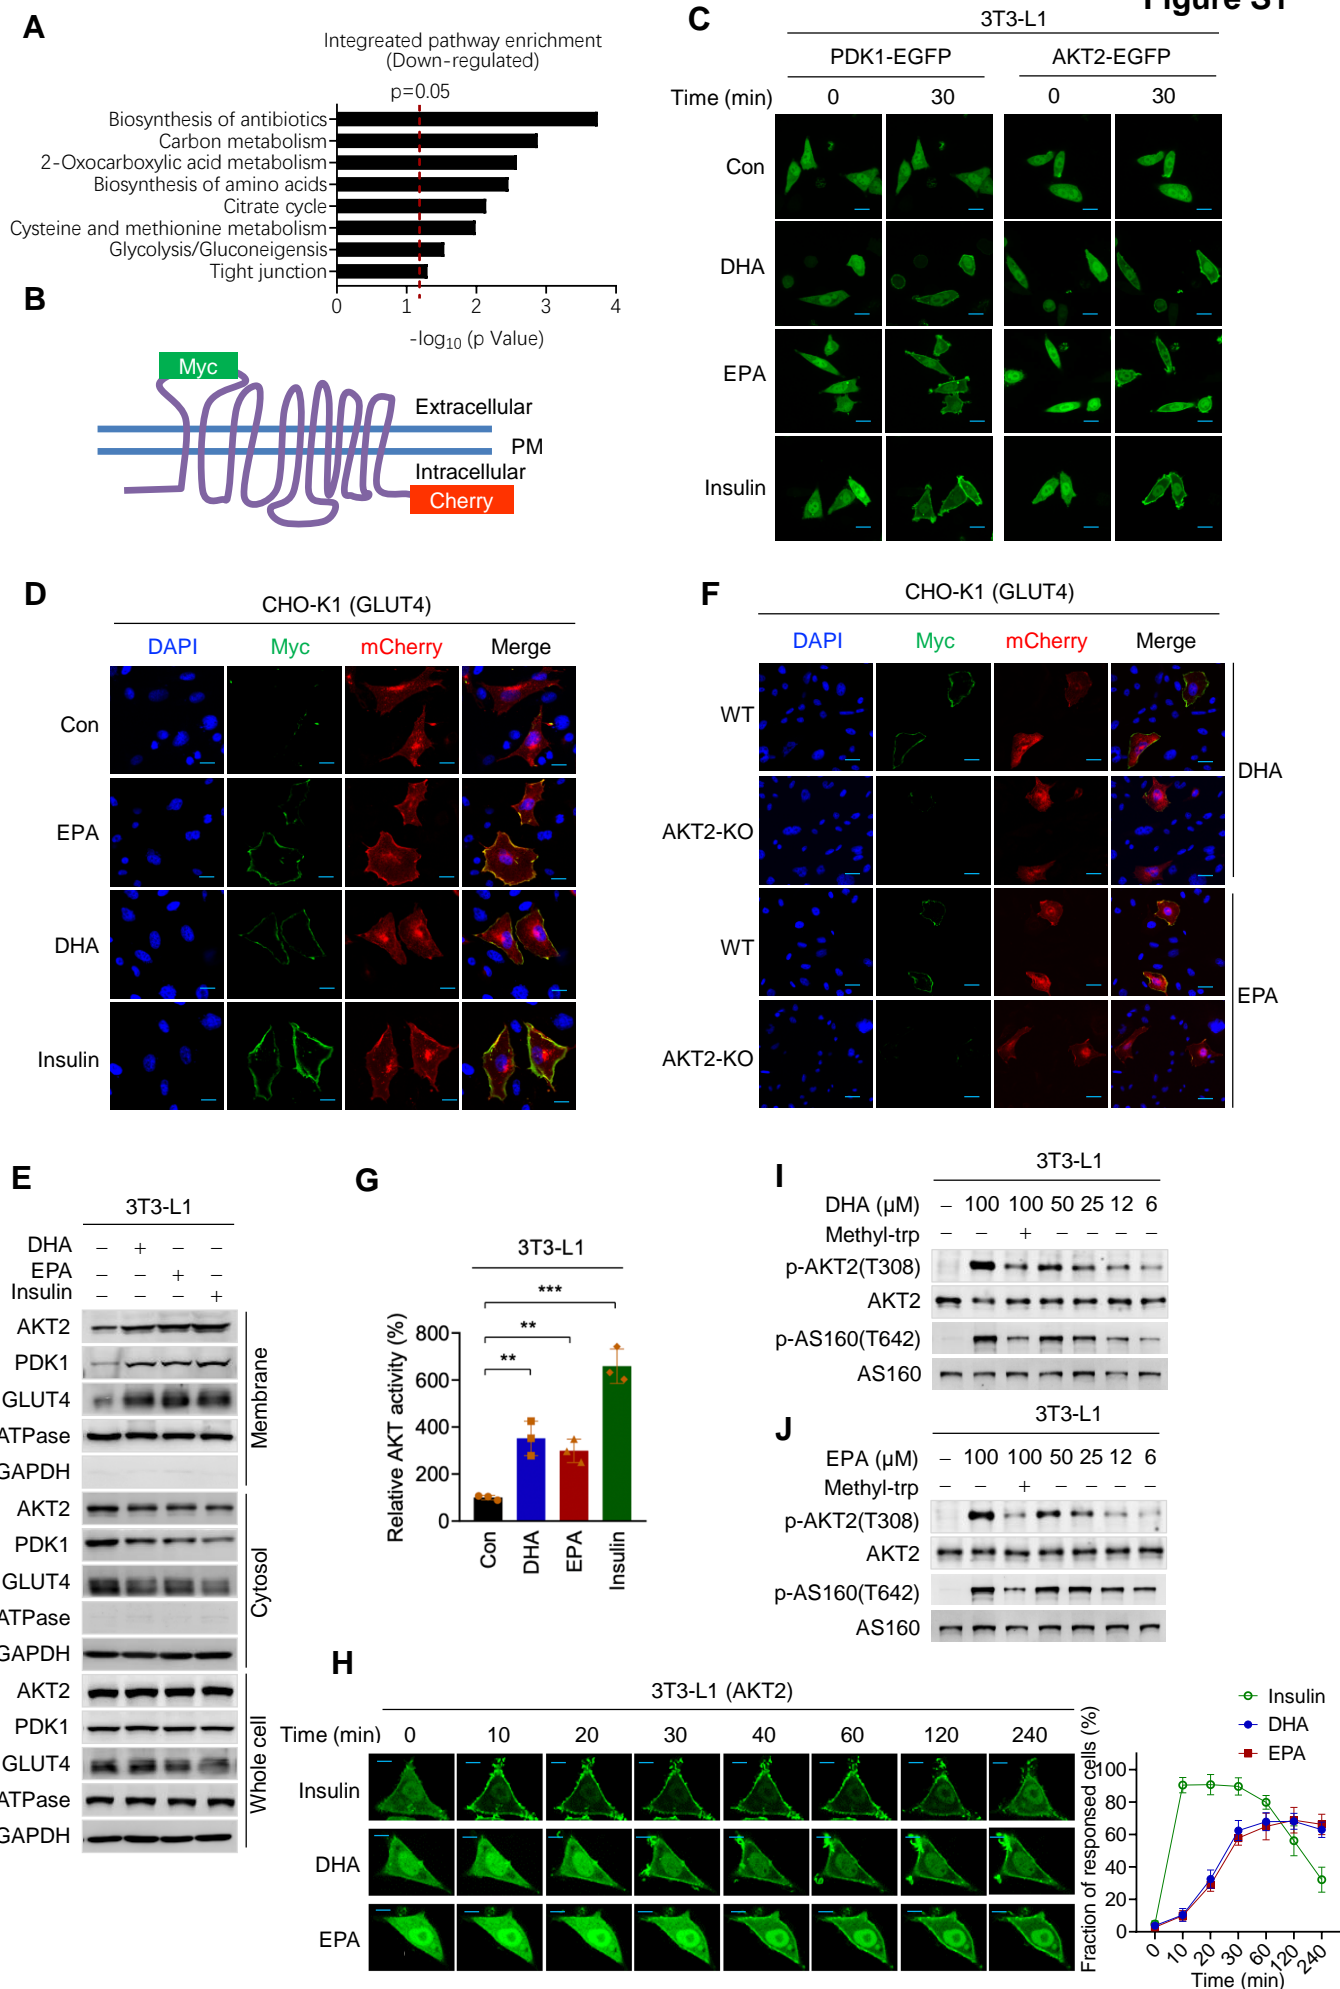 Figure S1
A
Integreated pathway enrichment
(Down-regulated)
p=0.05
Biosynthesis of antibiotics
Carbon metabolism
2-Oxocarboxylic acid metabolism
Biosynthesis of amino acids
Citrate cycle
Cysteine and methionine metabolism
Glycolysis/Gluconeigensis
Tight junction
0 1 2 3 4
-log10 (p Value)
B
Myc
Extracellular
PM
Intracellular
Cherry
C
3T3-L1
PDK1-EGFP AKT2-EGFP
Time (min) 0 30 0 30
Con
DHA
EPA
Insulin
D
CHO-K1 (GLUT4)
DAPI Myc mCherry Merge
Con
EPA
DHA
Insulin
F
CHO-K1 (GLUT4)
DAPI Myc mCherry Merge
WT
AKT2-KO
DHA
WT
AKT2-KO
EPA
E
3T3-L1
DHA – + – –
EPA – – + –
Insulin – – – +
AKT2
PDK1
GLUT4
ATPase
GAPDH
Membrane
AKT2
PDK1
GLUT4
ATPase
GAPDH
Cytosol
AKT2
PDK1
GLUT4
ATPase
GAPDH
Whole cell
G
3T3-L1
***
**
**
Relative AKT activity (%)
800
600
400
200
0
Con DHA EPA Insulin
I
3T3-L1
DHA (μM) – 100 100 50 25 12 6
Methyl-trp – – + – – – –
p-AKT2(T308)
AKT2
p-AS160(T642)
AS160
J
3T3-L1
EPA (μM) – 100 100 50 25 12 6
Methyl-trp – – + – – – –
p-AKT2(T308)
AKT2
p-AS160(T642)
AS160
H
3T3-L1 (AKT2)
Time (min) 0 10 20 30 40 60 120 240
Insulin
DHA
EPA
Insulin
DHA
EPA
Fraction of responsed cells (%)
100
80
60
40
20
0
0 10 20 30 60 120 240
Time (min)